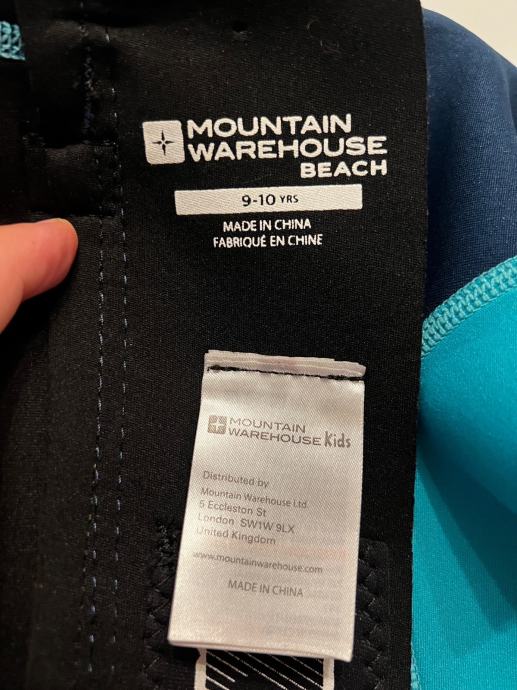 MOUNTAIN
WAREHOUSE
BEACH
9-10 YRS
MADE IN CHINA
FABRIQUÉ EN CHINE
MOUNTAIN
WAREHOUSE Kids
Distributed by
Mountain Warehouse Ltd.
5 Eccleston St
London SW1W 9LX
United Kingdom
www.mountainwarehouse.com
MADE IN CHINA